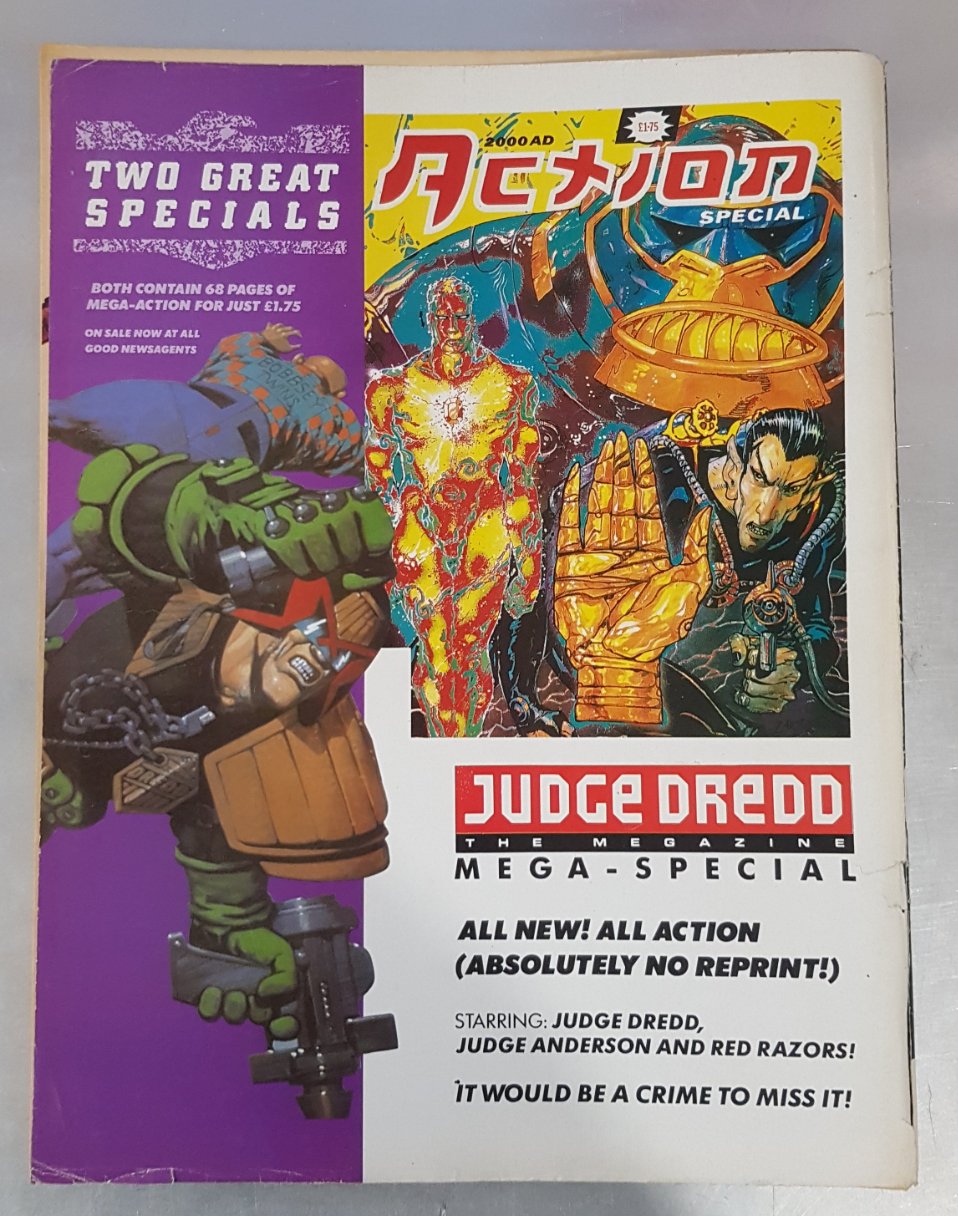 TWO GREAT
SPECIALS
BOTH CONTAIN 68 PAGES OF
MEGA-ACTION FOR JUST £1.75
ON SALE NOW AT ALL
GOOD NEWSAGENTS
BOBBSEY
TWINS
£1·75
2000 AD
ACTION
SPECIAL
JUDGE DREDD
THE MEGAZINE
MEGA-SPECIAL
ALL NEW! ALL ACTION
(ABSOLUTELY NO REPRINT!)
STARRING: JUDGE DREDD,
JUDGE ANDERSON AND RED RAZORS!
IT WOULD BE A CRIME TO MISS IT!